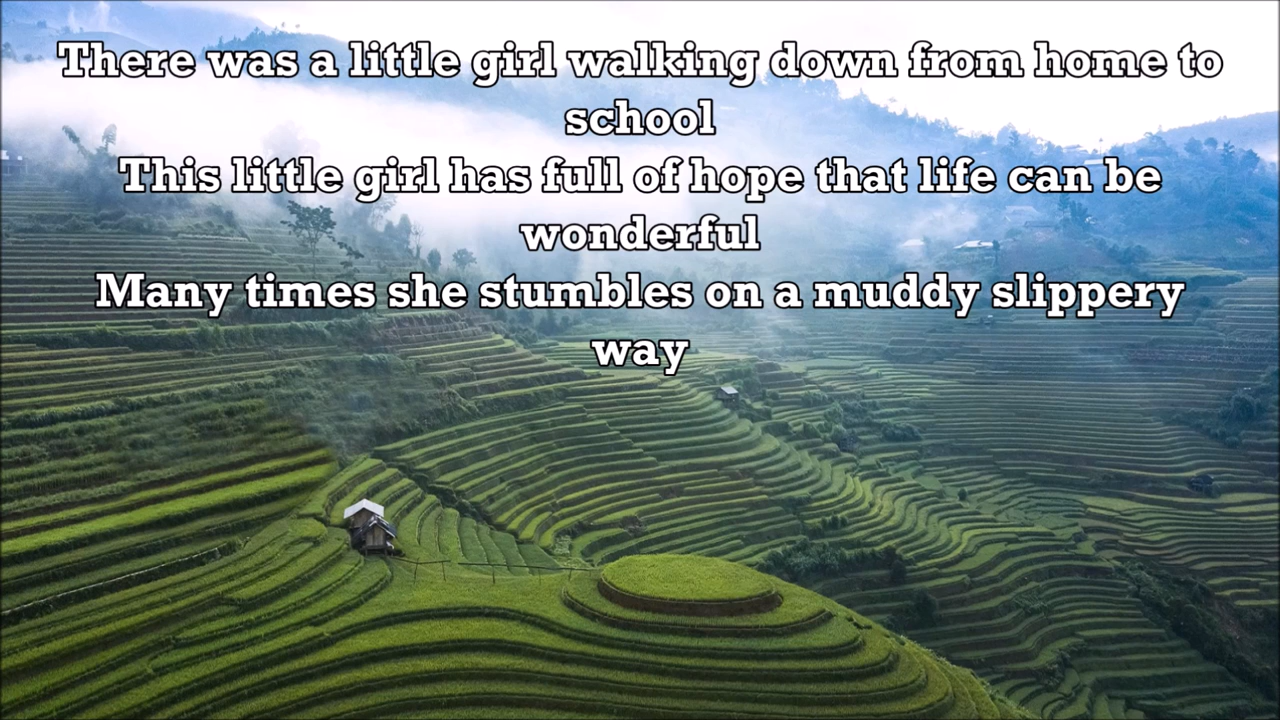 There was a little girl walking down from home to
school
This little girl has full of hope that life can be
wonderful
Many times she stumbles on a muddy slippery
way